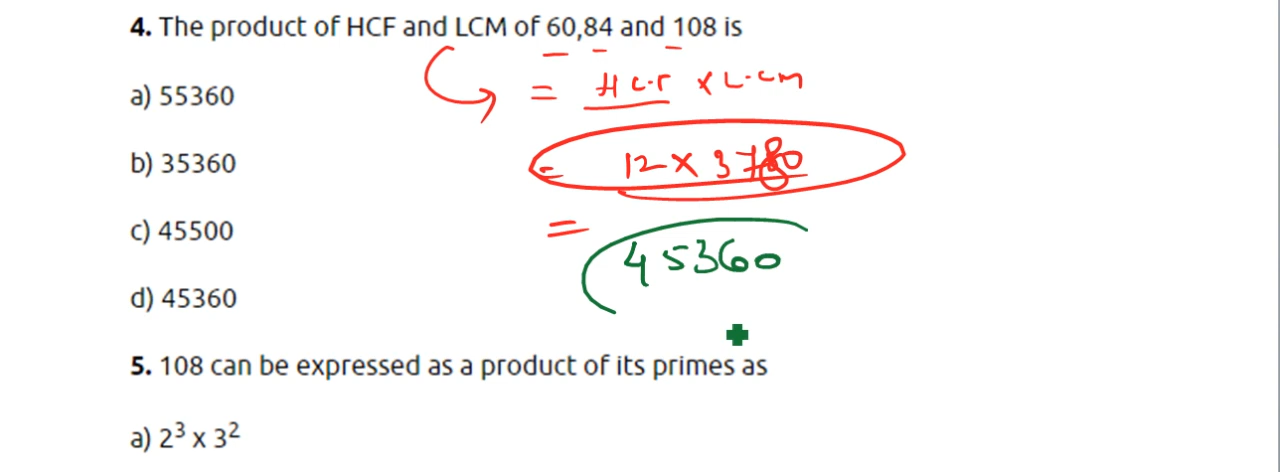 4. The product of HCF and LCM of 60,84 and 108 is
= H C.F x L.CM
a) 55360
= 12 x 3780
b) 35360
c) 45500
= 45360
d) 45360
5. 108 can be expressed as a product of its primes as
a) 2³ x 3²